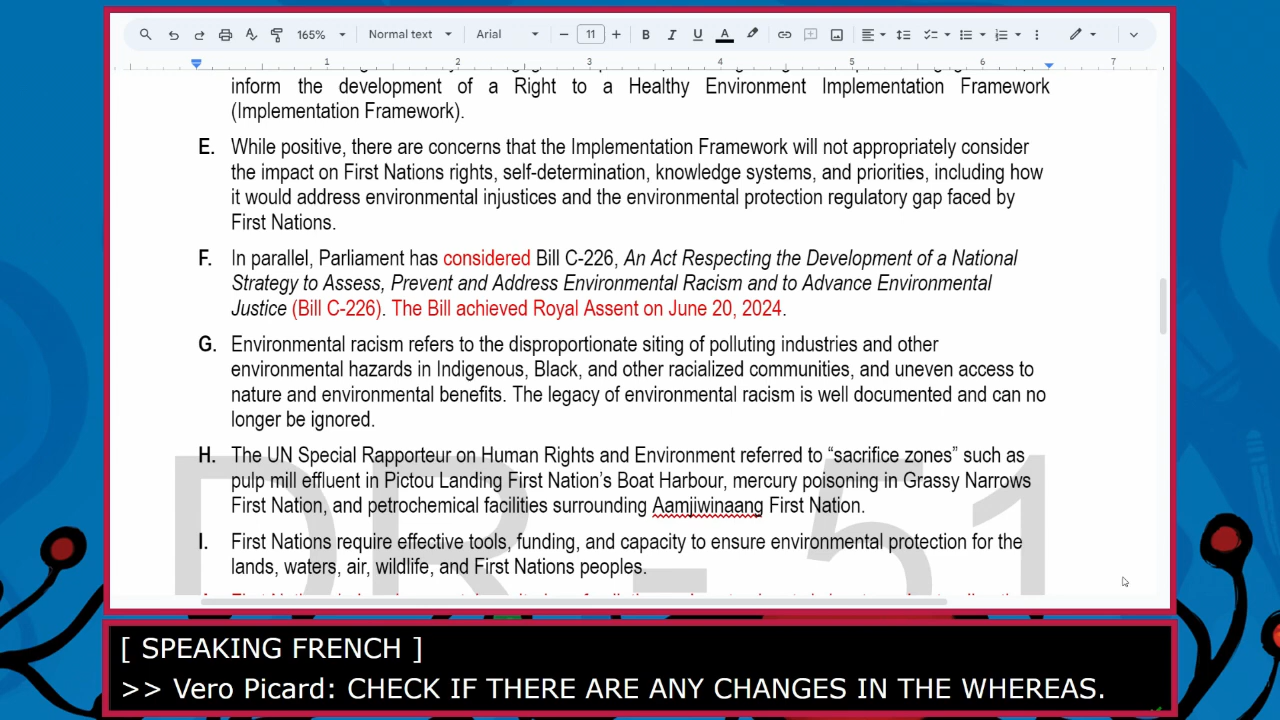 165%
Normal text
Arial
11
B I U A
1 2 3 4 5 6 7
inform the development of a Right to a Healthy Environment Implementation Framework
(Implementation Framework).
E. While positive, there are concerns that the Implementation Framework will not appropriately consider
the impact on First Nations rights, self-determination, knowledge systems, and priorities, including how
it would address environmental injustices and the environmental protection regulatory gap faced by
First Nations.
F. In parallel, Parliament has considered Bill C-226, An Act Respecting the Development of a National
Strategy to Assess, Prevent and Address Environmental Racism and to Advance Environmental
Justice (Bill C-226). The Bill achieved Royal Assent on June 20, 2024.
G. Environmental racism refers to the disproportionate siting of polluting industries and other
environmental hazards in Indigenous, Black, and other racialized communities, and uneven access to
nature and environmental benefits. The legacy of environmental racism is well documented and can no
longer be ignored.
H. The UN Special Rapporteur on Human Rights and Environment referred to “sacrifice zones” such as
pulp mill effluent in Pictou Landing First Nation’s Boat Harbour, mercury poisoning in Grassy Narrows
First Nation, and petrochemical facilities surrounding Aamjiwinaang First Nation.
I. First Nations require effective tools, funding, and capacity to ensure environmental protection for the
lands, waters, air, wildlife, and First Nations peoples.
DR - 51
[ SPEAKING FRENCH ]
>> Vero Picard: CHECK IF THERE ARE ANY CHANGES IN THE WHEREAS.